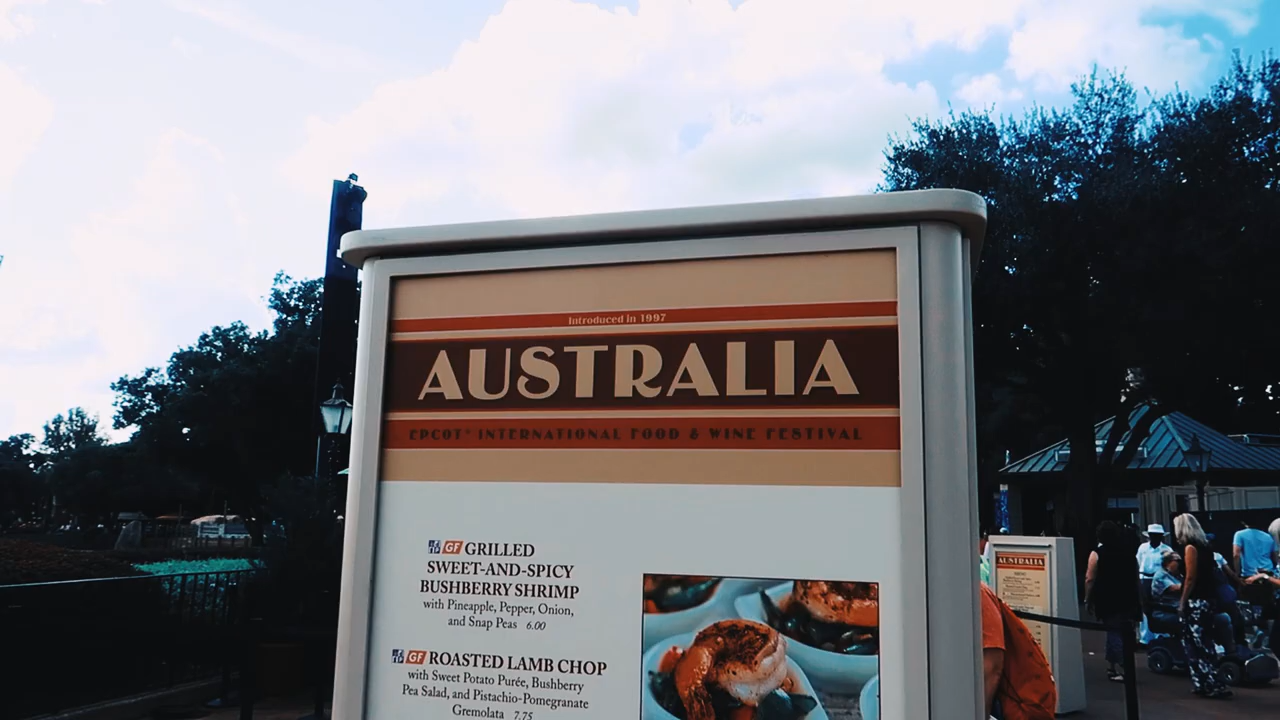 Introduced in 1997
AUSTRALIA
EPCOT® INTERNATIONAL FOOD & WINE FESTIVAL
GF GRILLED
SWEET-AND-SPICY
BUSHBERRY SHRIMP
with Pineapple, Pepper, Onion,
and Snap Peas 6.00
GF ROASTED LAMB CHOP
with Sweet Potato Purée, Bushberry
Pea Salad, and Pistachio-Pomegranate
Gremolata 7.75
AUSTRALIA